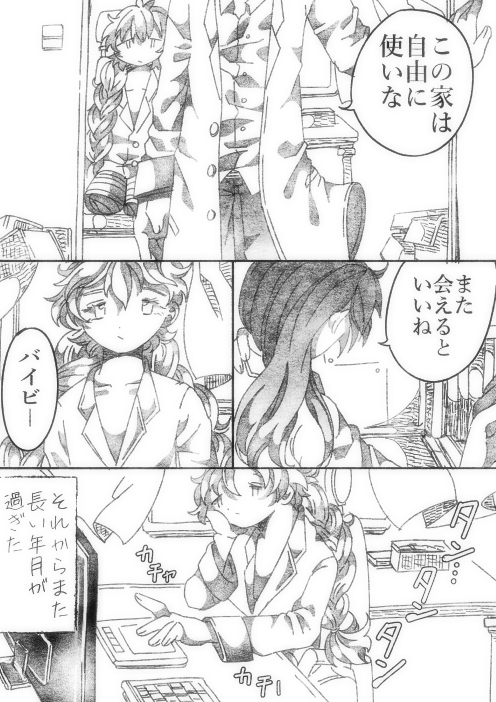 この家は
自由に
使いな
また
会えると
いいね
バイビー
それからまた
長い年月が
過ぎた
タン…
タン
タン
カチャ
カチー